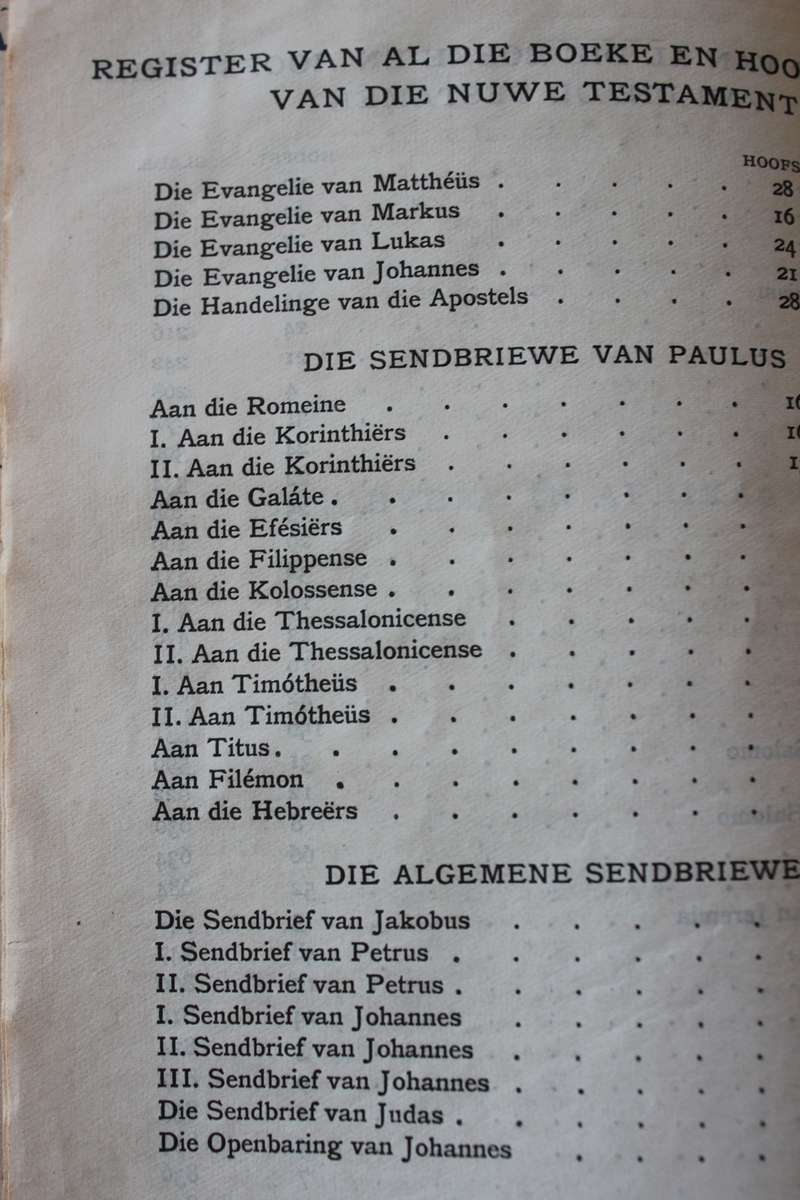 REGISTER VAN AL DIE BOEKE EN
VAN DIE NUWE TESTAMENT
Die Evangelie van Matthéüs . . . . . 28
Die Evangelie van Markus . . . . . 16
Die Evangelie van Lukas . . . . . 24
Die Evangelie van Johannes . . . . . 21
Die Handelinge van die Apostels . . . . 28
DIE SENDBRIEWE VAN PAULUS
Aan die Romeine . . . . . . .
I. Aan die Korinthiërs . . . . . .
II. Aan die Korinthiërs . . . . . .
Aan die Galáte . . . . . . . .
Aan die Efésiërs . . . . . . .
Aan die Filippense . . . . . . .
Aan die Kolossense . . . . . . .
I. Aan die Thessalonicense . . . . .
II. Aan die Thessalonicense . . . . .
I. Aan Timótheüs . . . . . . .
II. Aan Timótheüs . . . . . . .
Aan Titus . . . . . . . . .
Aan Filémon . . . . . . . .
Aan die Hebreërs . . . . . . .
DIE ALGEMENE SENDBRIEWE
Die Sendbrief van Jakobus . . . . .
I. Sendbrief van Petrus . . . . . .
II. Sendbrief van Petrus . . . . . .
I. Sendbrief van Johannes . . . . .
II. Sendbrief van Johannes . . . . .
III. Sendbrief van Johannes . . . . .
Die Sendbrief van Judas . . . . . .
Die Openbaring van Johannes . . . .